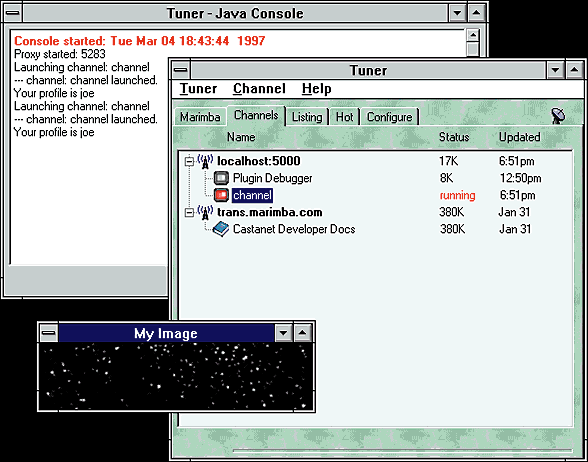 Tuner - Java Console
Console started: Tue Mar 04 18:43:44 1997
Proxy started: 5283
Launching channel: channel
--- channel: channel launched.
Your profile is joe
Launching channel: channel
--- channel: channel launched.
Your profile is joe
Tuner
Tuner Channel Help
Marimba Channels Listing Hot Configure
Name Status Updated
localhost:5000 17K 6:51pm
Plugin Debugger 8K 12:50pm
channel running 6:51pm
trans.marimba.com 380K Jan 31
Castanet Developer Docs 380K Jan 31
My Image